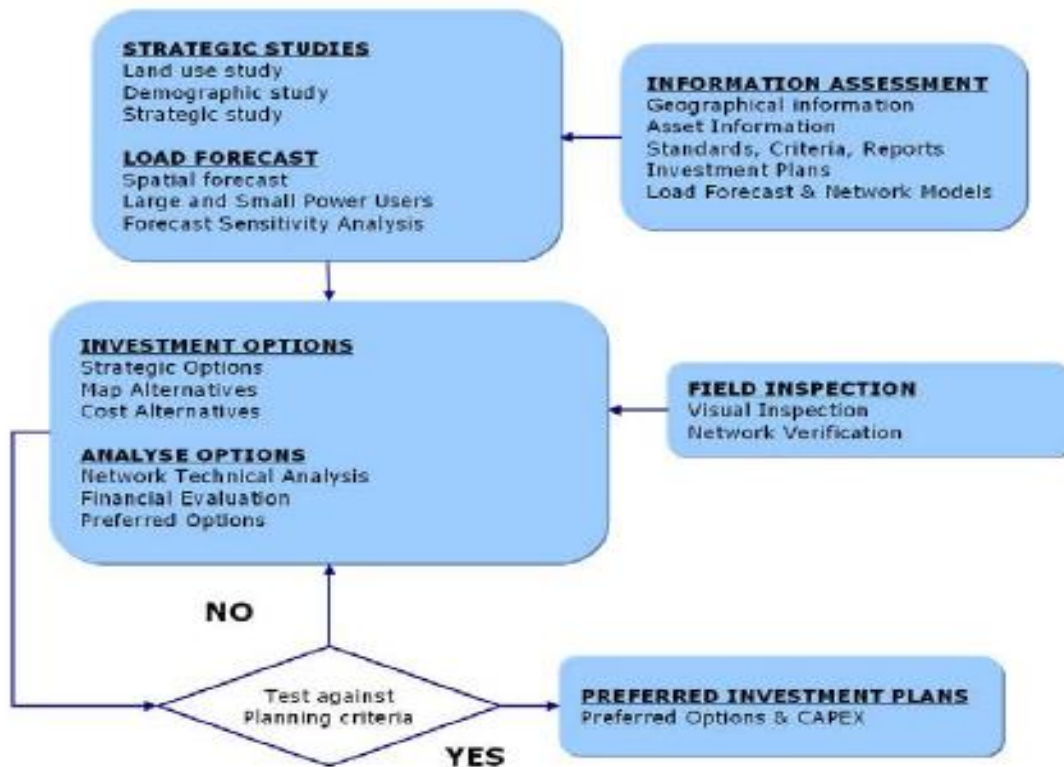 STRATEGIC STUDIES
Land use study
Demographic study
Strategic study
LOAD FORECAST
Spatial forecast
Large and Small Power Users
Forecast Sensitivity Analysis
INFORMATION ASSESSMENT
Geographical information
Asset Information
Standards, Criteria, Reports
Investment Plans
Load Forecast & Network Models
INVESTMENT OPTIONS
Strategic Options
Map Alternatives
Cost Alternatives
ANALYSE OPTIONS
Network Technical Analysis
Financial Evaluation
Preferred Options
FIELD INSPECTION
Visual Inspection
Network Verification
NO
Test against
Planning criteria
YES
PREFERRED INVESTMENT PLANS
Preferred Options & CAPEX